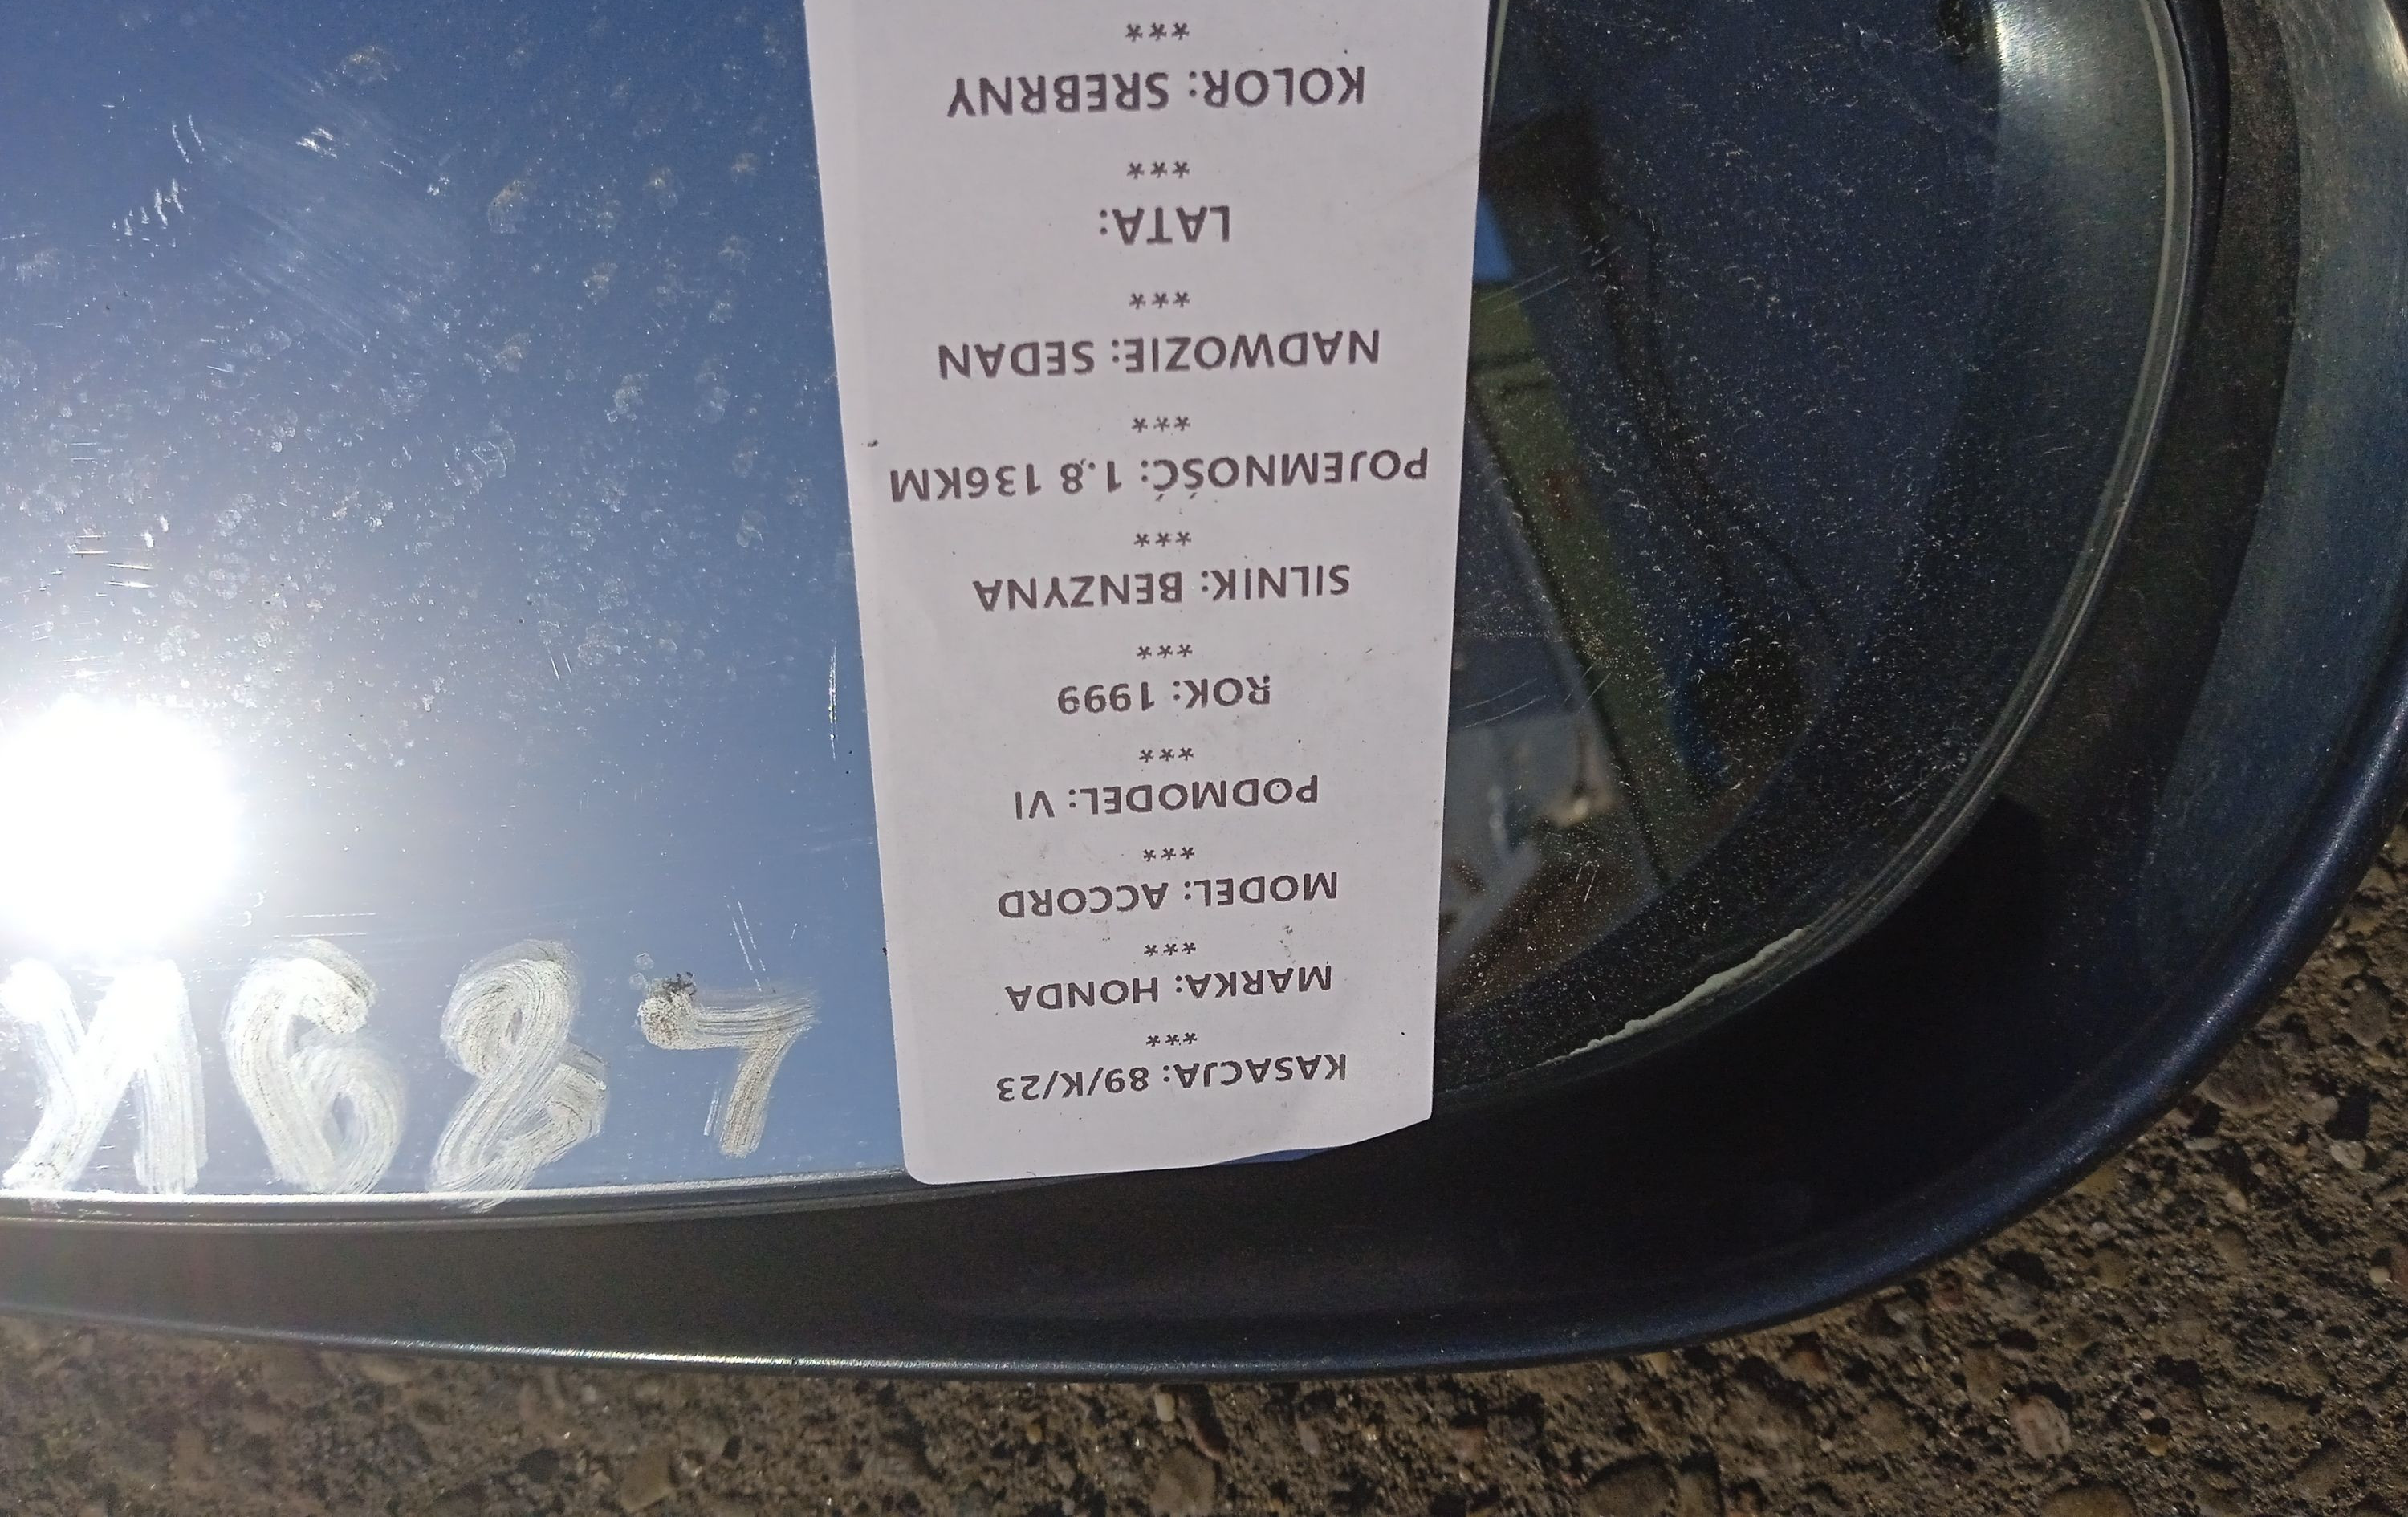 KASACJA: 89/K/23
***
MARKA: HONDA
***
MODEL: ACCORD
***
PODMODEL: VI
***
ROK: 1999
***
SILNIK: BENZYNA
***
POJEMNOŚĆ: 1.8 136KM
***
NADWOZIE: SEDAN
***
LATA:
***
KOLOR: SREBRNY
***
L 89K